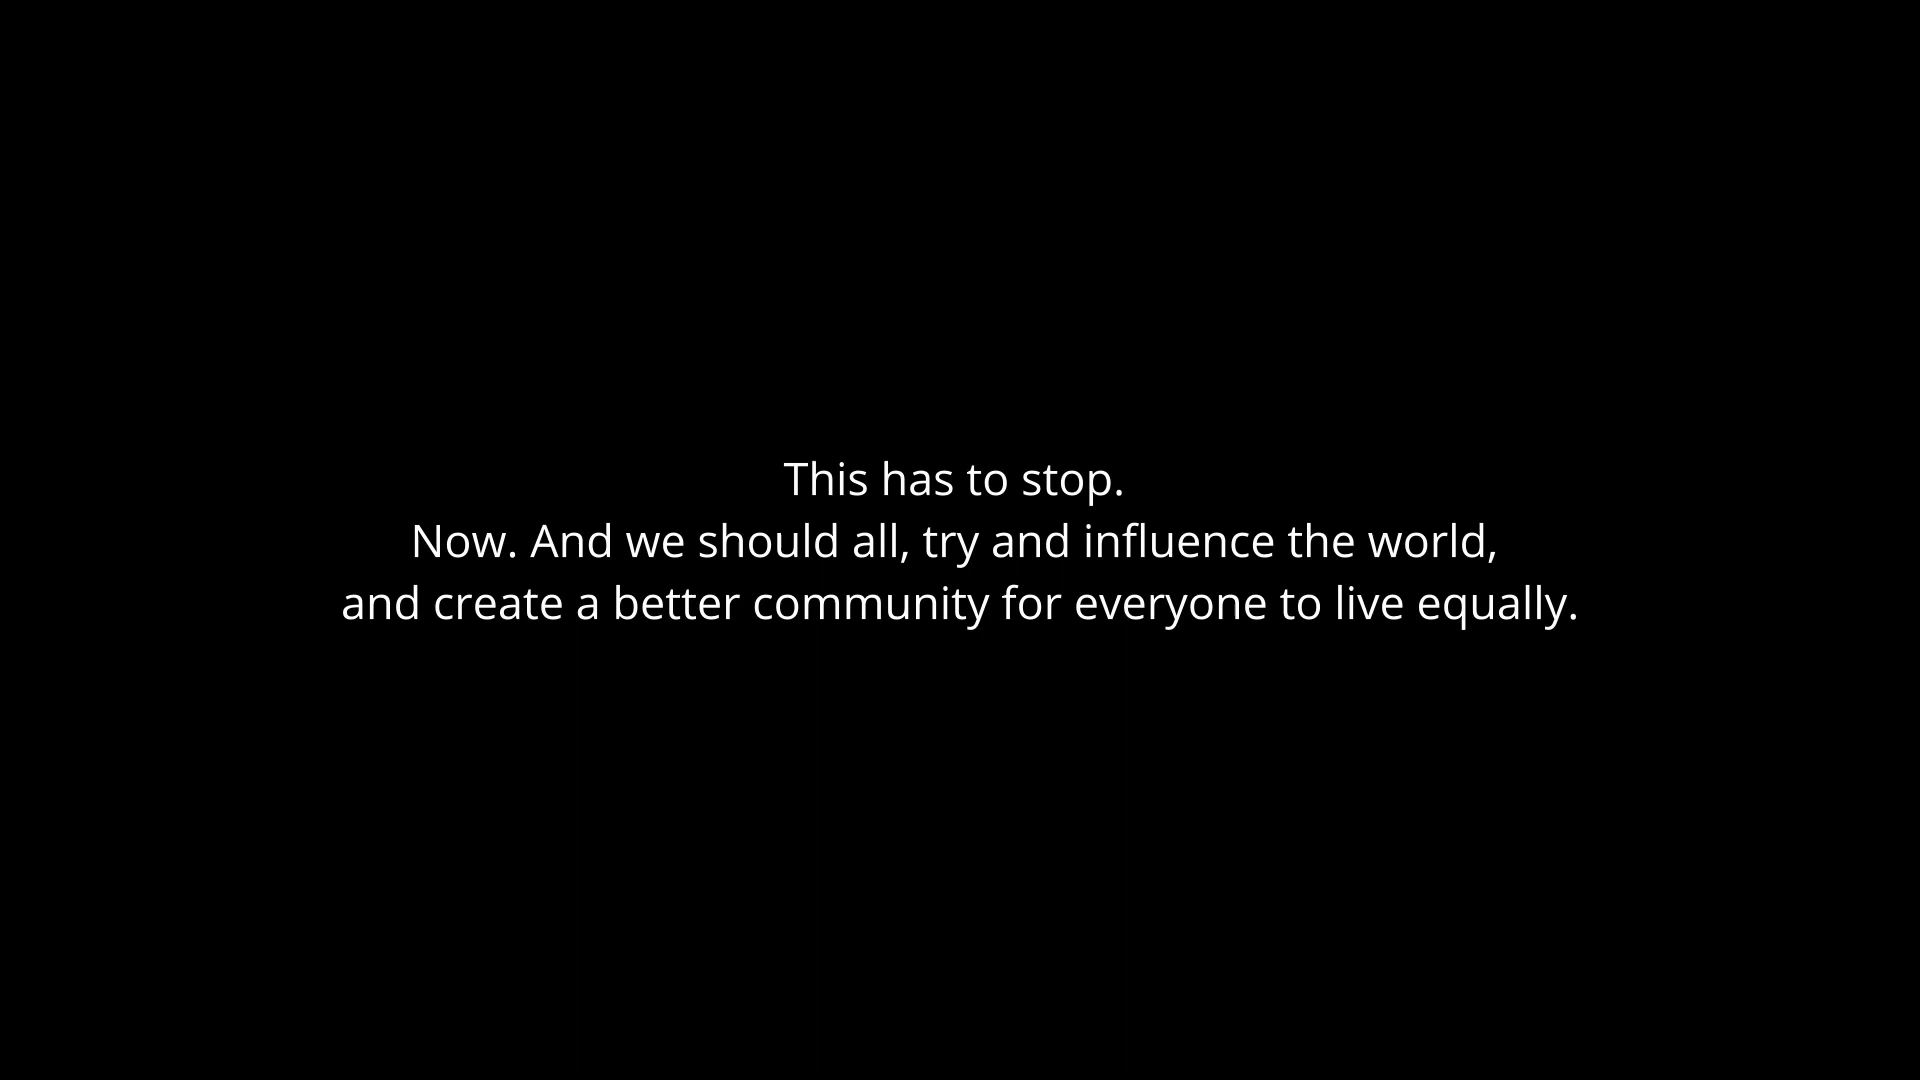 This has to stop.
Now. And we should all, try and influence the world,
and create a better community for everyone to live equally.